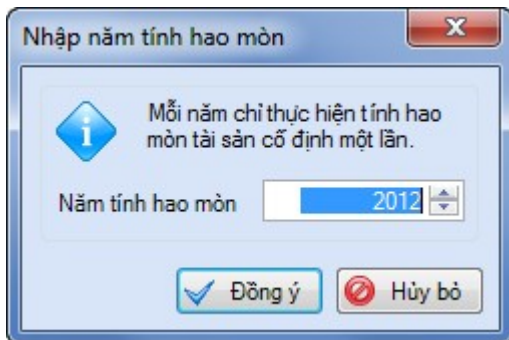 Nhập năm tính hao mòn
Mỗi năm chỉ thực hiện tính hao
mòn tài sản cố định một lần.
Năm tính hao mòn 2012
Đồng ý Hủy bỏ